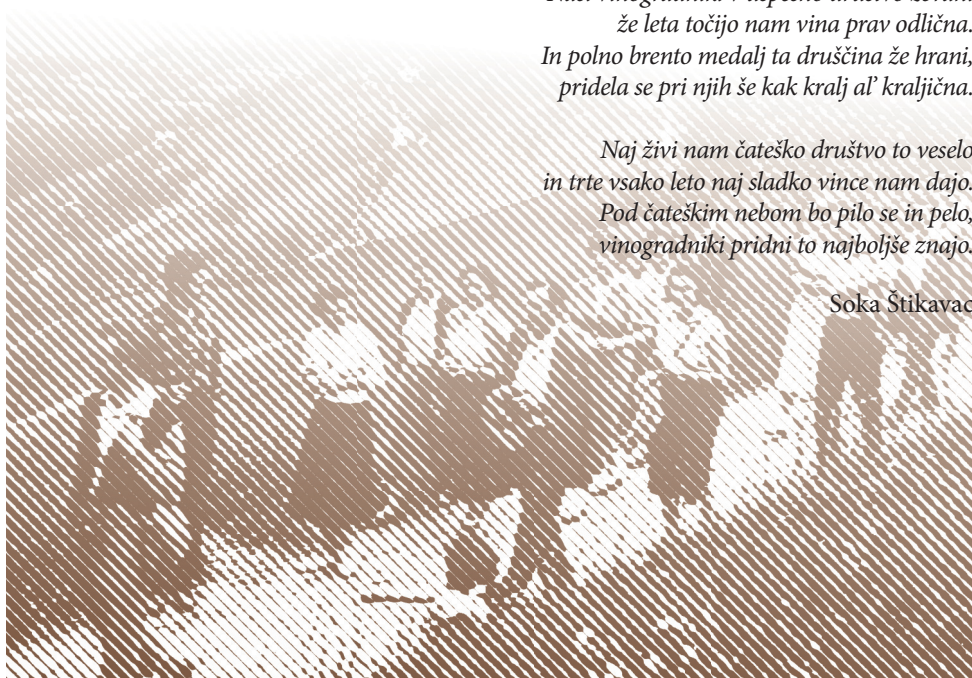 že leta točijo nam vina prav odlična.
In polno brento medalj ta druščina že hrani,
pridela se pri njih še kak kralj al’ kraljična.
Naj živi nam čateško društvo to veselo
in trte vsako leto naj sladko vince nam dajo.
Pod čateškim nebom bo pilo se in pelo,
vinogradniki pridni to najboljše znajo.
Soka Štikavac